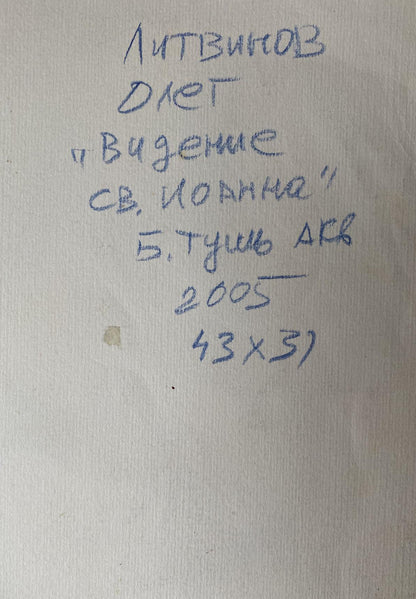 ЛИТВИНОВ
ОЛЕГ
"Видение
СВ. ИОАННА"
Б. Тушь АКВ
2005
43 X 31